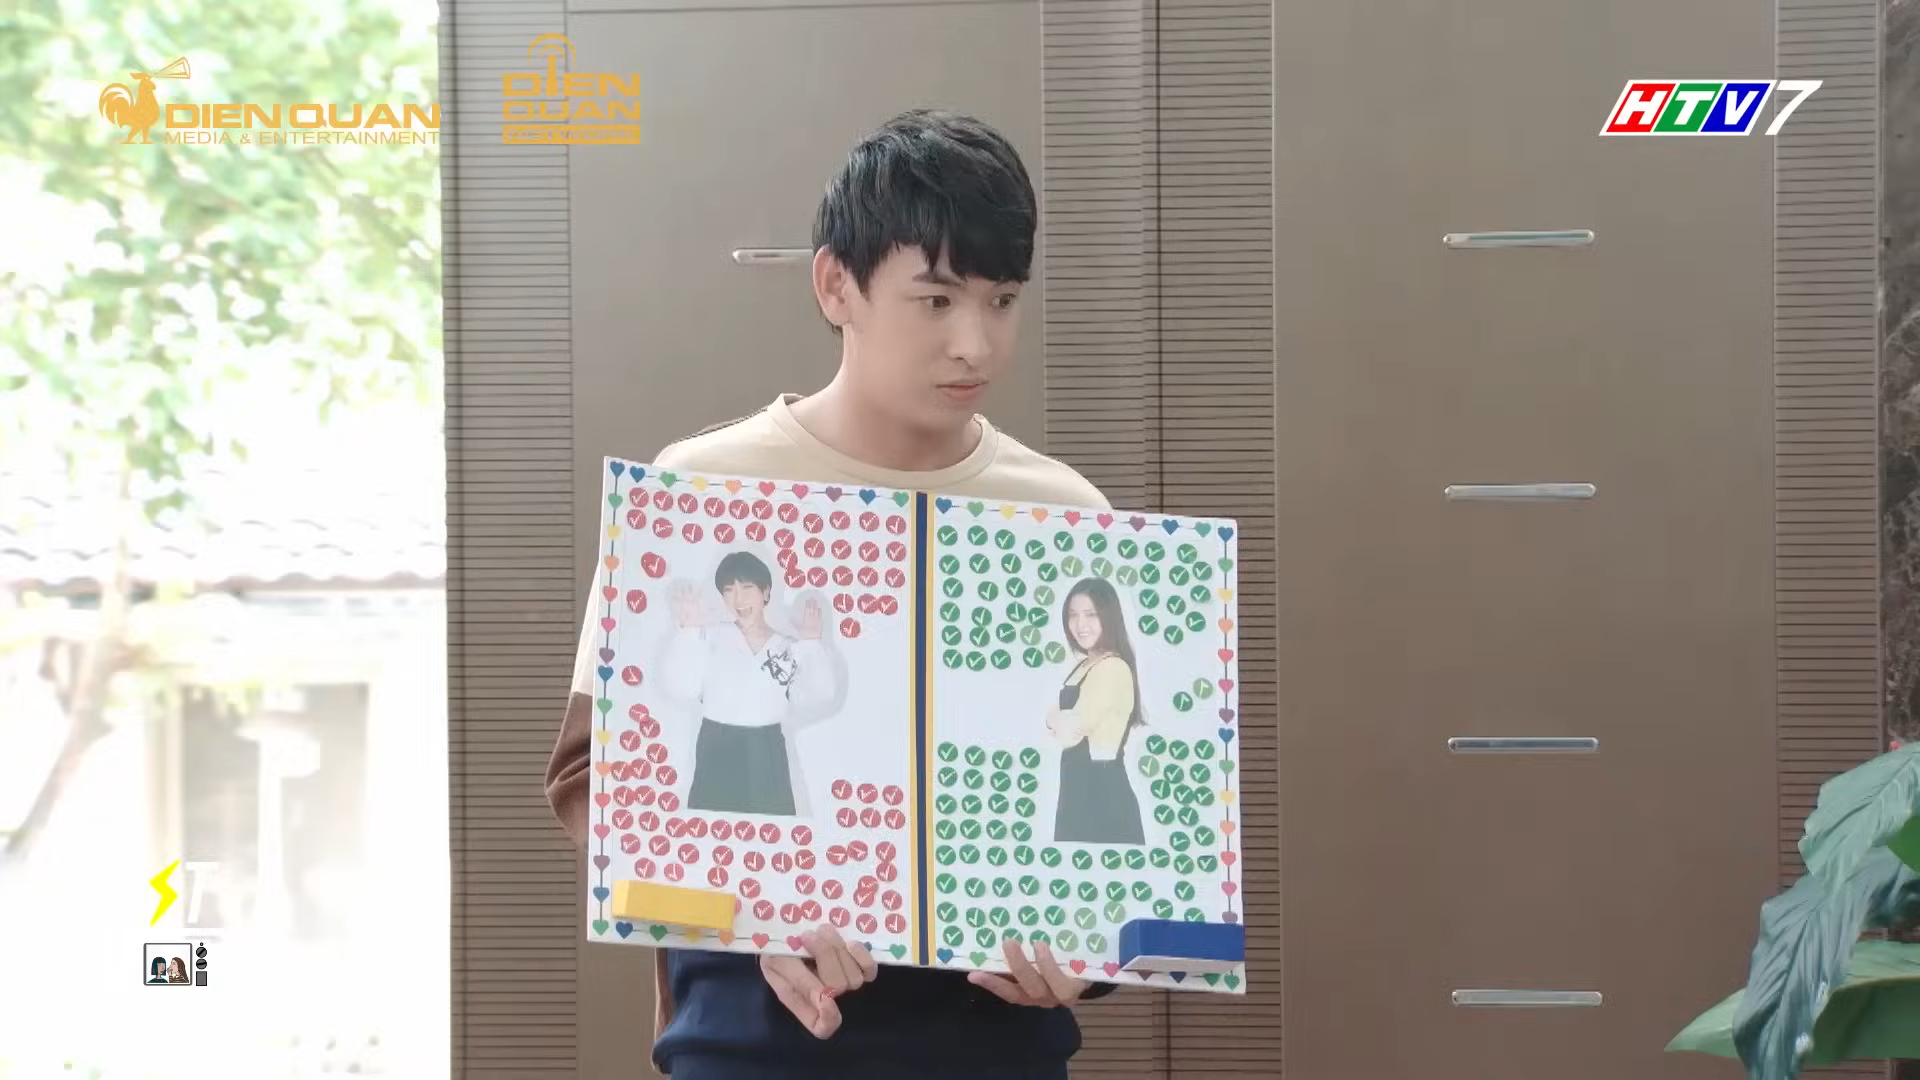 DIEN QUAN
MEDIA & ENTERTAINMENT
DIEN
QUAN
HTV7